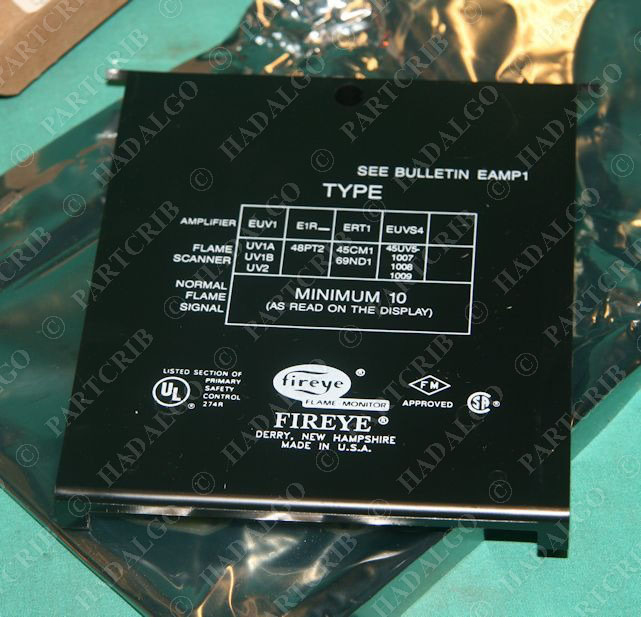 SEE BULLETIN EAMP1
TYPE
AMPLIFIER EUV1 E1R_ ERT1 EUVS4
FLAME SCANNER UV1A UV1B UV2 48PT2 45CM1 69ND1 45UV5- 1007 1008 1009
NORMAL FLAME SIGNAL MINIMUM 10 (AS READ ON THE DISPLAY)
LISTED SECTION OF
PRIMARY
SAFETY
CONTROL
274R
UL ®
fireye ®
FLAME MONITOR
FIREYE ®
DERRY, NEW HAMPSHIRE
MADE IN U.S.A.
FM
APPROVED
SA ®
© HADALGO
PARTCRIB